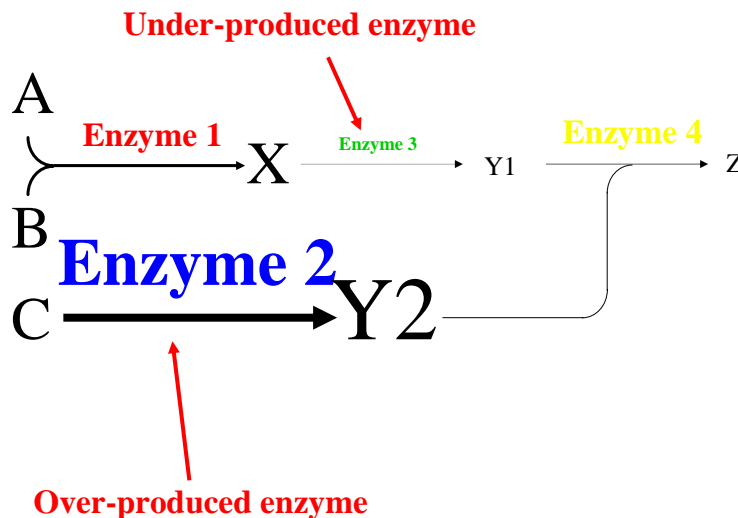 Under-produced enzyme
A
Enzyme 1
Enzyme 3
Enzyme 4
X
Y1
Z
B
Enzyme 2
C
Y2
Over-produced enzyme